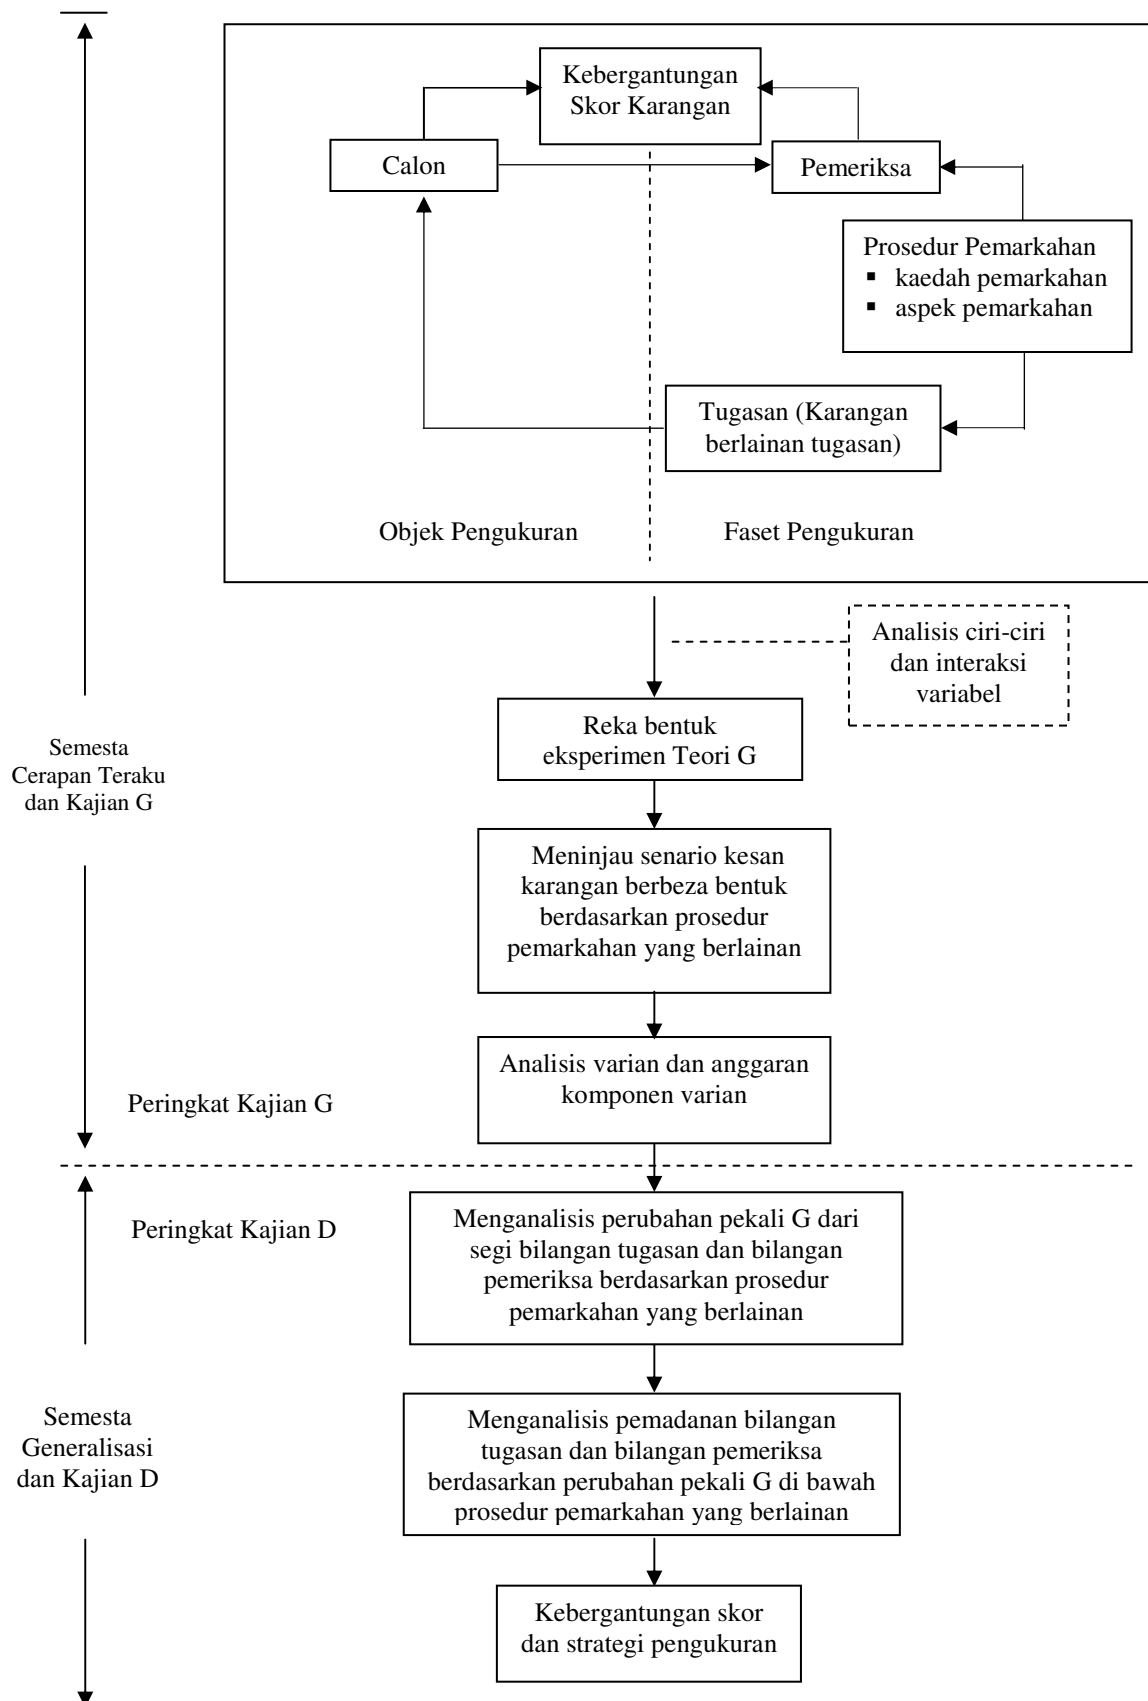 Kebergantungan
Skor Karangan
Calon
Pemeriksa
Prosedur Pemarkahan
▪ kaedah pemarkahan
▪ aspek pemarkahan
Tugasan (Karangan
berlainan tugasan)
Objek Pengukuran
Faset Pengukuran
Analisis ciri-ciri
dan interaksi
variabel
Reka bentuk
eksperimen Teori G
Semesta
Cerapan Teraku
dan Kajian G
Meninjau senario kesan
karangan berbeza bentuk
berdasarkan prosedur
pemarkahan yang berlainan
Analisis varian dan anggaran
komponen varian
Peringkat Kajian G
Peringkat Kajian D
Menganalisis perubahan pekali G dari
segi bilangan tugasan dan bilangan
pemeriksa berdasarkan prosedur
pemarkahan yang berlainan
Semesta
Generalisasi
dan Kajian D
Menganalisis pemadanan bilangan
tugasan dan bilangan pemeriksa
berdasarkan perubahan pekali G di bawah
prosedur pemarkahan yang berlainan
Kebergantungan skor
dan strategi pengukuran